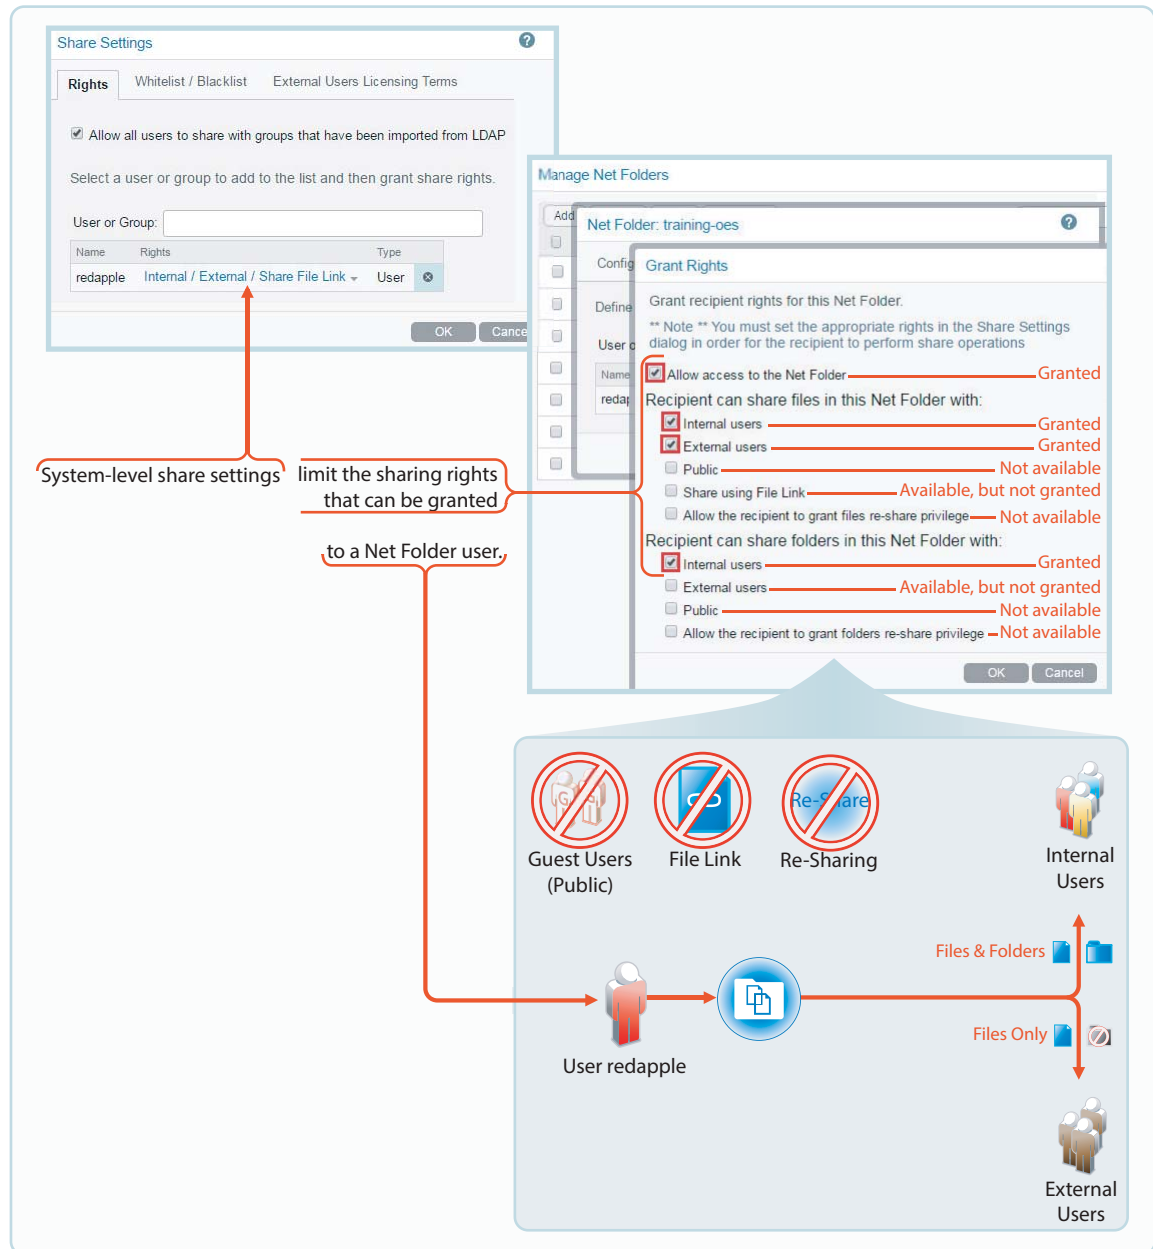 Share Settings
Rights
Whitelist / Blacklist
External Users Licensing Terms
Allow all users to share with groups that have been imported from LDAP
Select a user or group to add to the list and then grant share rights.
User or Group:
Name
Rights
Type
redapple
Internal / External / Share File Link
User
OK
Cance
Manage Net Folders
Add
Net Folder: training-oes
Config
Define
User o
Name
redap
Grant Rights
Grant recipient rights for this Net Folder.
** Note ** You must set the appropriate rights in the Share Settings
dialog in order for the recipient to perform share operations
Allow access to the Net Folder
Granted
Recipient can share files in this Net Folder with:
Internal users
Granted
External users
Granted
Public
Not available
Share using File Link
Available, but not granted
Allow the recipient to grant files re-share privilege
Not available
Recipient can share folders in this Net Folder with:
Internal users
Granted
External users
Available, but not granted
Public
Not available
Allow the recipient to grant folders re-share privilege
Not available
OK
Cancel
System-level share settings
limit the sharing rights
that can be granted
to a Net Folder user.
G
Re-Share
Guest Users
(Public)
File Link
Re-Sharing
Internal
Users
Files & Folders
Files Only
User redapple
External
Users